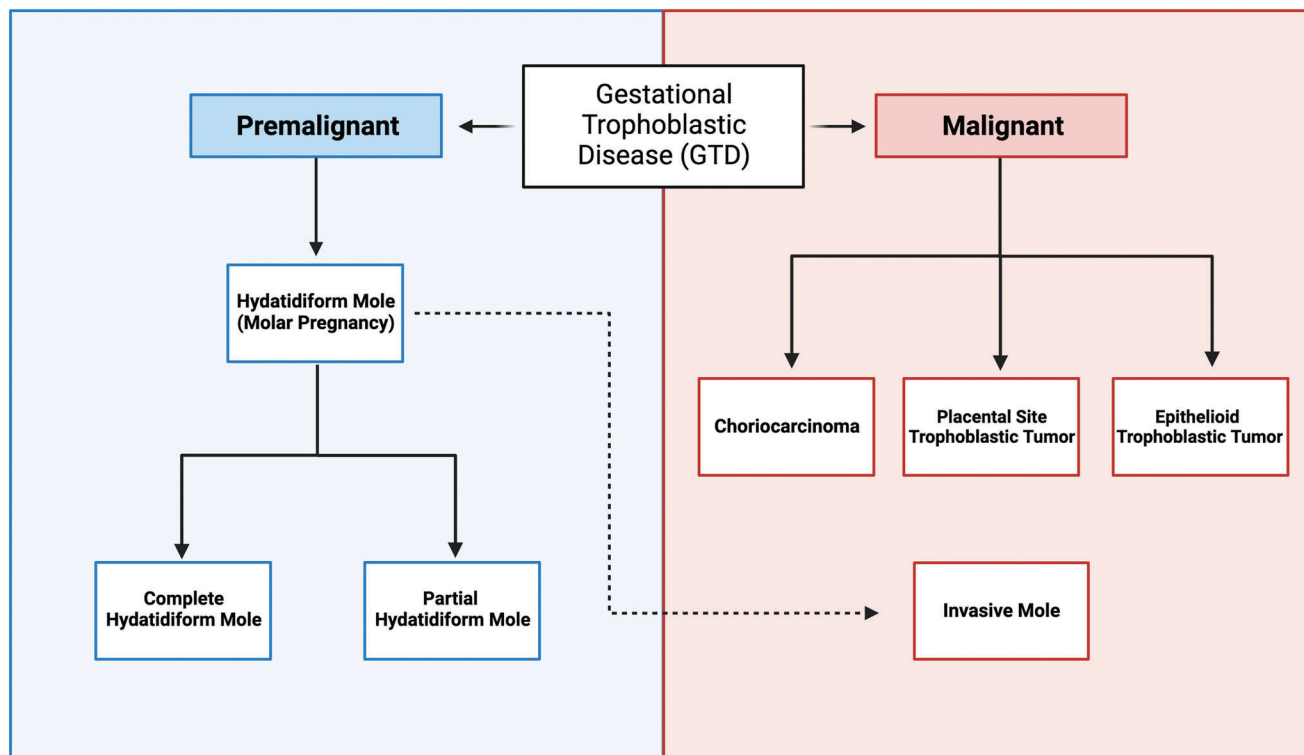 Gestational
Trophoblastic
Disease (GTD)
Premalignant
Malignant
Hydatidiform Mole
(Molar Pregnancy)
Choriocarcinoma
Placental Site
Trophoblastic Tumor
Epithelioid
Trophoblastic Tumor
Complete
Hydatidiform Mole
Partial
Hydatidiform Mole
Invasive Mole